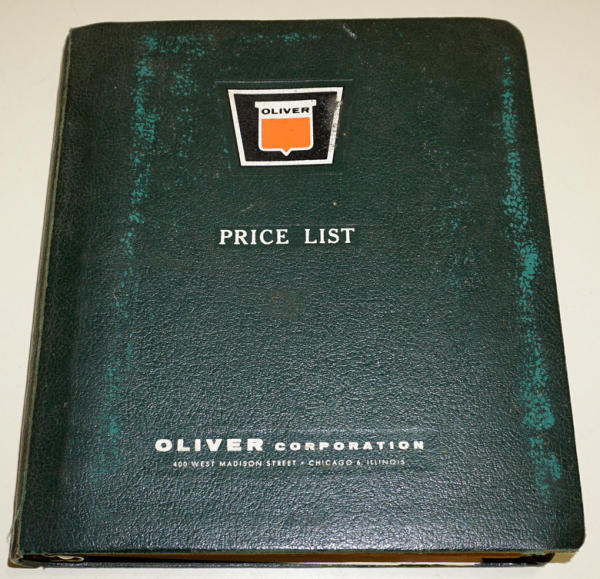 OLIVER
PRICE LIST
OLIVER CORPORATION
400 WEST MADISON STREET • CHICAGO 6, ILLINOIS